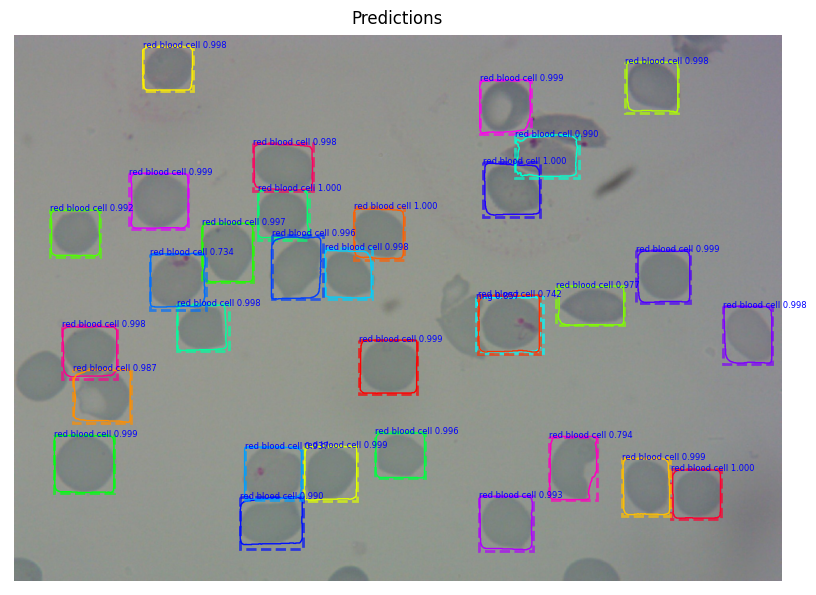 Predictions
red blood cell 0.998
red blood cell 0.999
red blood cell 0.998
red blood cell 0.990
red blood cell 0.998
red blood cell 1.000
red blood cell 0.999
red blood cell 1.000
red blood cell 0.992
red blood cell 1.000
red blood cell 0.997
red blood cell 0.996
red blood cell 0.998
red blood cell 0.734
red blood cell 0.999
red blood cell 0.977
red blood cell 0.742
red blood cell 0.998
red blood cell 0.998
red blood cell 0.998
red blood cell 0.999
red blood cell 0.987
red blood cell 0.999
red blood cell 0.996
red blood cell 0.794
red blood cell 0.999
red blood cell 0.999
red blood cell 1.000
red blood cell 0.990
red blood cell 0.993